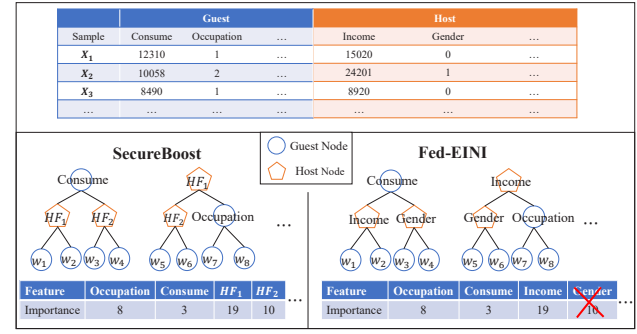 Guest Host
Sample Consume Occupation … Income Gender …
X₁ 12310 1 15020 0
X₂ 10058 2 … 24201 1 …
X₃ 8490 1 8920 0
… … … … …
SecureBoost
Guest Node
Host Node
Fed-EINI
Consume
HF₁ HF₂
w₁ w₂ w₃ w₄
HF₁
HF₂ Occupation
w₅ w₆ w₇ w₈
…
Consume
Income Gender
w₁ w₂ w₃ w₄
Income
Gender Occupation
w₅ w₆ w₇ w₈
…
Feature Occupation Consume HF₁ HF₂ …
Importance 8 3 19 10
Feature Occupation Consume Income Gender …
Importance 8 3 19 10